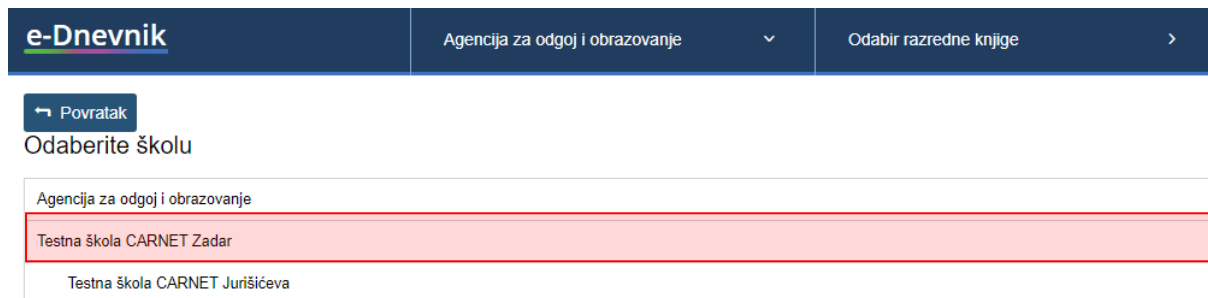 e-Dnevnik
Agencija za odgoj i obrazovanje
Odabir razredne knjige
Povratak
Odaberite školu
Agencija za odgoj i obrazovanje
Testna škola CARNET Zadar
Testna škola CARNET Jurišićeva